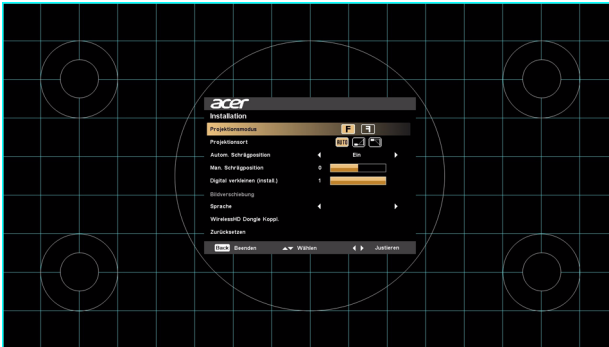 acer
Installation
Projektionsmodus F F
Projektionsort AUTO
Autom. Schrägposition Ein
Man. Schrägposition 0
Digital verkleinen (install.) 1
Bildverschiebung
Sprache
WirelessHD Dongle Koppl.
Zurücksetzen
Back Beenden Wählen Justieren